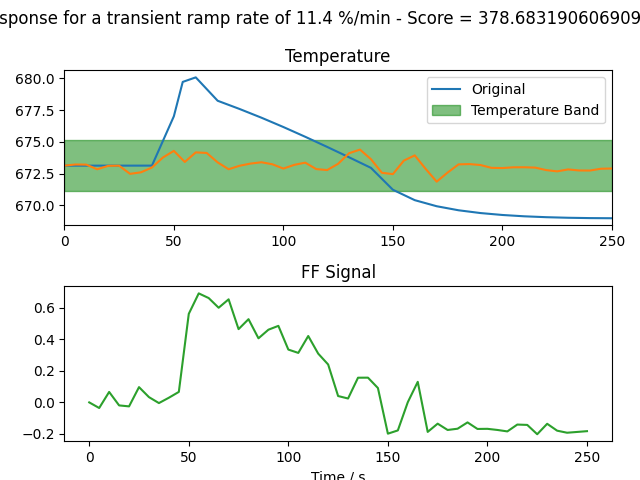 sponse for a transient ramp rate of 11.4 %/min - Score = 378.683190606909
Temperature
680.0
677.5
675.0
672.5
670.0
Original
Temperature Band
0 50 100 150 200 250
FF Signal
0.6
0.4
0.2
0.0
−0.2
0 50 100 150 200 250
Time / s